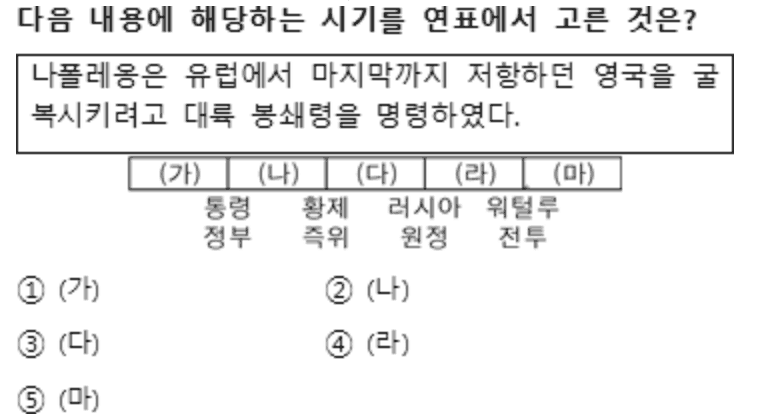 다음 내용에 해당하는 시기를 연표에서 고른 것은?
나폴레옹은 유럽에서 마지막까지 저항하던 영국을 굴
복시키려고 대륙 봉쇄령을 명령하였다.
(가) (나) (다) (라) (마)
통령 황제 러시아 워털루
정부 즉위 원정 전투
① (가) ② (나)
③ (다) ④ (라)
⑤ (마)